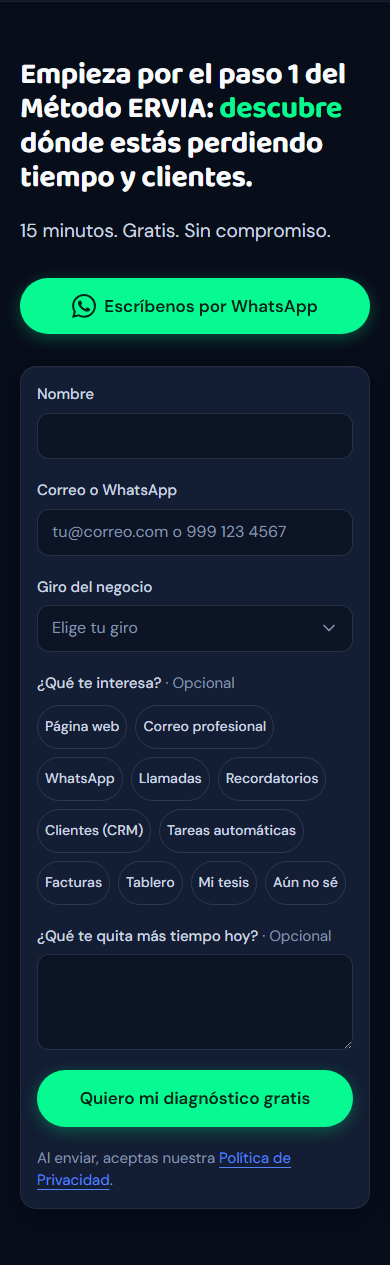 Empieza por el paso 1 del
Método ERVIA: descubre
dónde estás perdiendo
tiempo y clientes.
15 minutos. Gratis. Sin compromiso.
Escríbenos por WhatsApp
Nombre
Correo o WhatsApp
tu@correo.com o 999 123 4567
Giro del negocio
Elige tu giro
¿Qué te interesa? · Opcional
Página web Correo profesional
WhatsApp Llamadas Recordatorios
Clientes (CRM) Tareas automáticas
Facturas Tablero Mi tesis Aún no sé
¿Qué te quita más tiempo hoy? · Opcional
Quiero mi diagnóstico gratis
Al enviar, aceptas nuestra Política de
Privacidad.